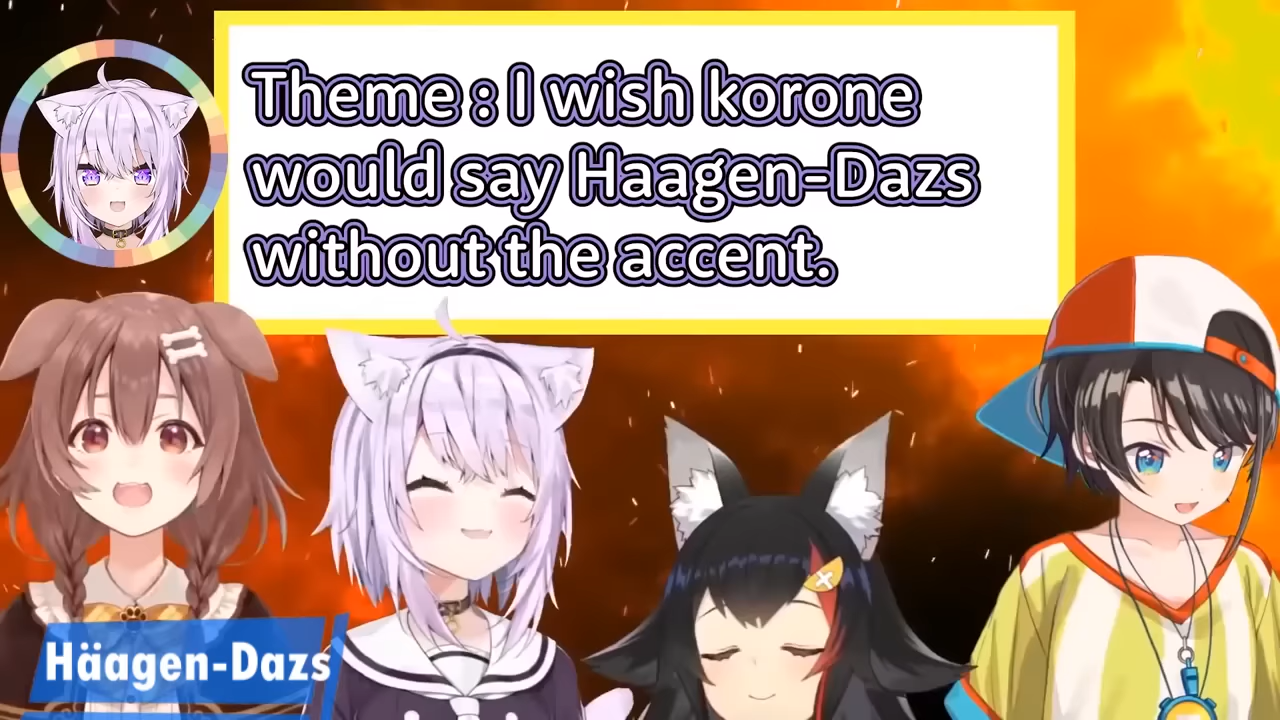 Theme : I wish korone
would say Haagen-Dazs
without the accent.
Häagen-Dazs